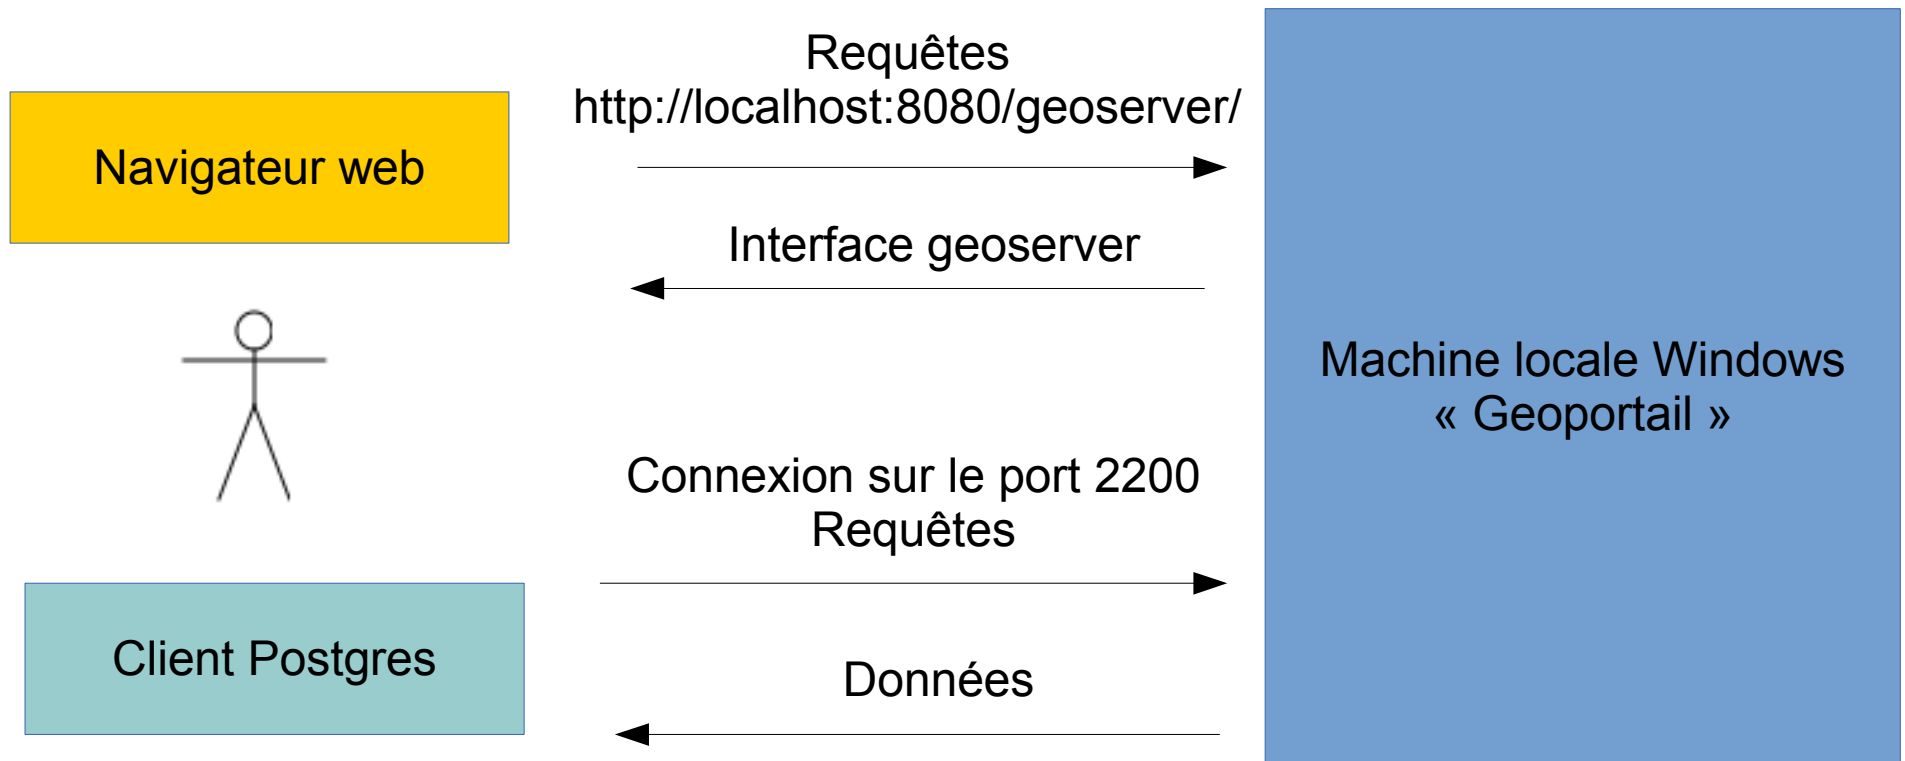 Requêtes
http://localhost:8080/geoserver/
Navigateur web
Interface geoserver
Machine locale Windows
« Geoportail »
Connexion sur le port 2200
Requêtes
Client Postgres
Données